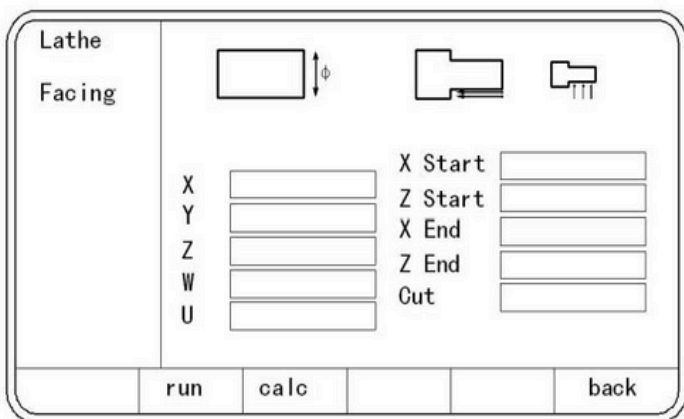 Lathe
Facing
ϕ
X
Y
Z
W
U
X Start
Z Start
X End
Z End
Cut
run
calc
back